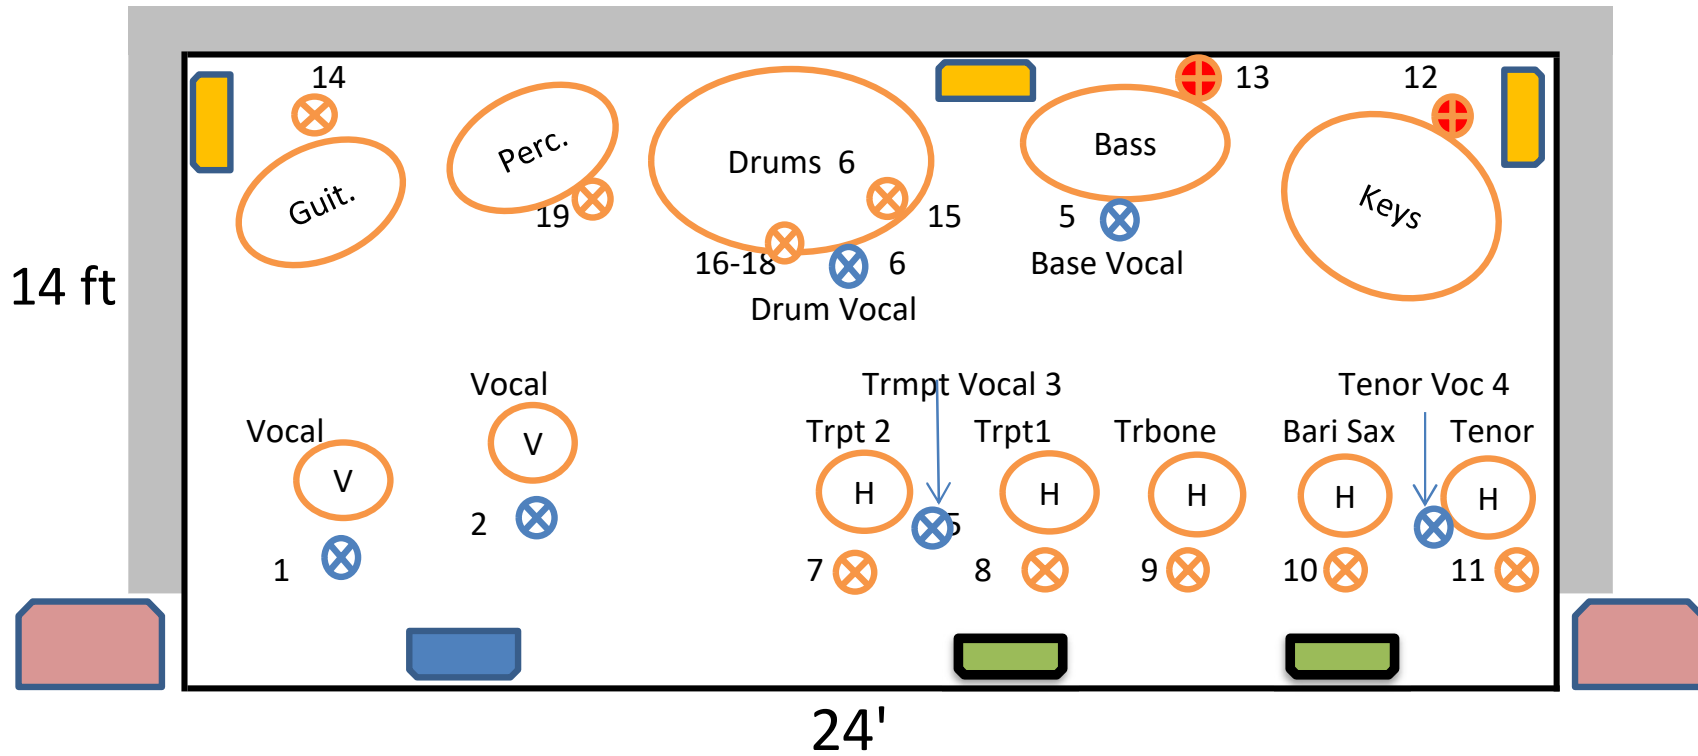 14
13
12
Perc.
Drums 6
Bass
Guit.
Keys
19
15
5
16-18
6
Base Vocal
14 ft
Drum Vocal
Vocal
Trmpt Vocal 3
Tenor Voc 4
Vocal
Trpt 2
Trpt1
Trbone
Bari Sax
Tenor
V
V
H
H
H
H
H
2
5
1
7
8
9
10
11
24'